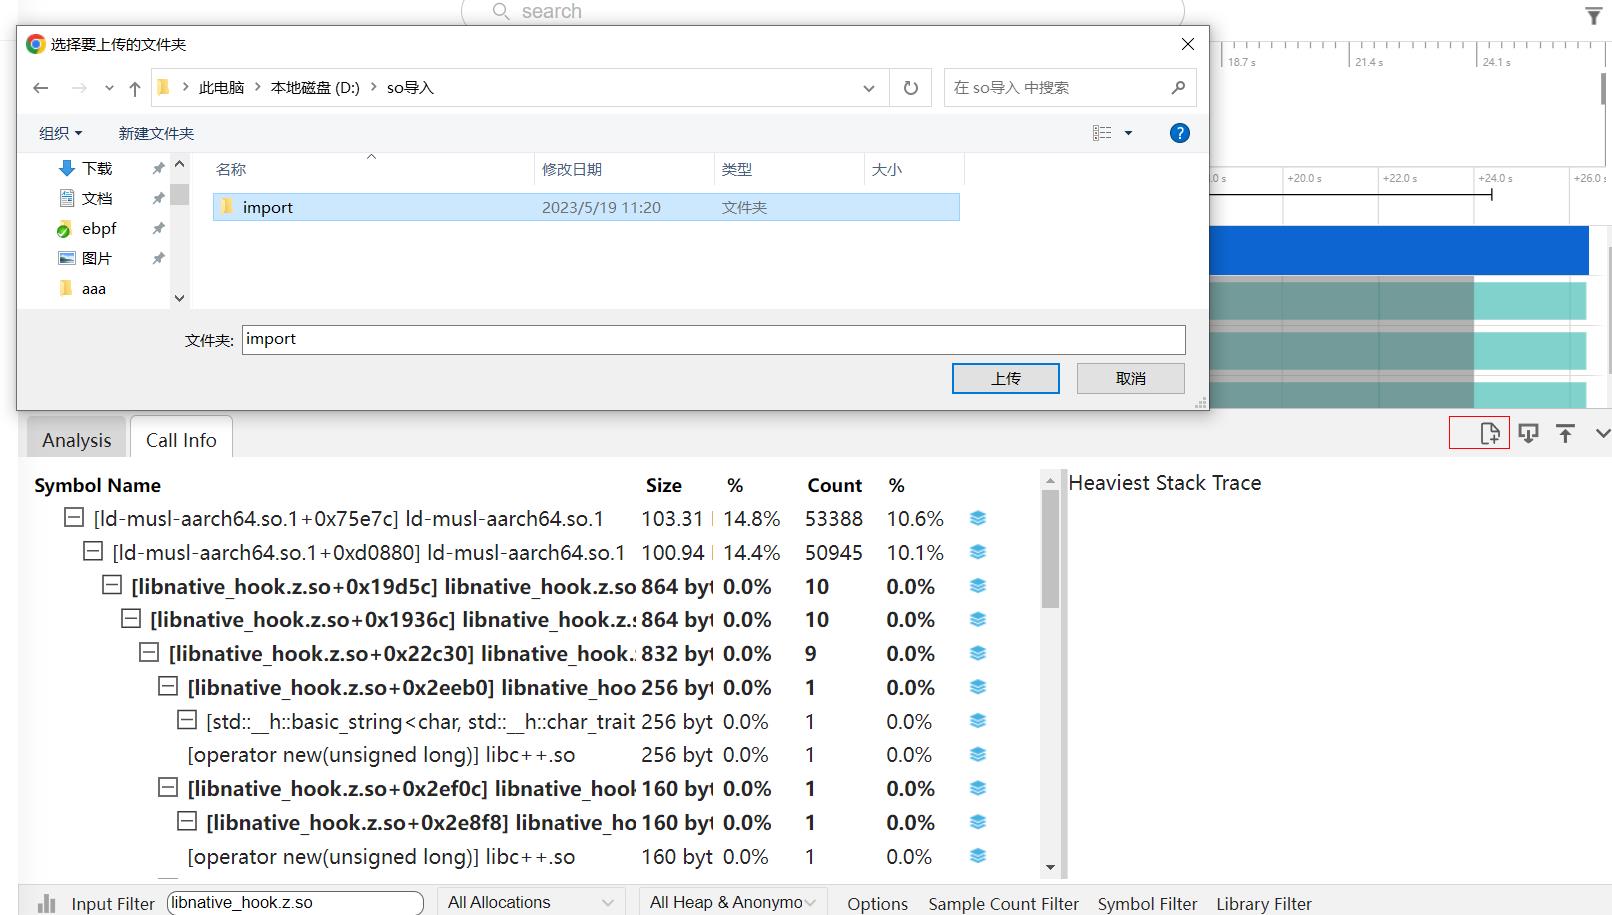 search
选择要上传的文件夹
18.7 s 21.4 s 24.1 s
此电脑 本地磁盘 (D:) so导入 在 so导入 中搜索
组织 新建文件夹 ?
名称 修改日期 类型 大小
下载
文档
ebpf
图片
aaa
import 2023/5/19 11:20 文件夹
.0 s +20.0 s +22.0 s +24.0 s +26.0 s
文件夹: import
上传 取消
Analysis Call Info
Symbol Name Size % Count % Heaviest Stack Trace
[ld-musl-aarch64.so.1+0x75e7c] ld-musl-aarch64.so.1 103.31 14.8% 53388 10.6%
[ld-musl-aarch64.so.1+0xd0880] ld-musl-aarch64.so.1 100.94 14.4% 50945 10.1%
[libnative_hook.z.so+0x19d5c] libnative_hook.z.so 864 byt 0.0% 10 0.0%
[libnative_hook.z.so+0x1936c] libnative_hook.z.s 864 byt 0.0% 10 0.0%
[libnative_hook.z.so+0x22c30] libnative_hook.z 832 byt 0.0% 9 0.0%
[libnative_hook.z.so+0x2eeb0] libnative_hoo 256 byt 0.0% 1 0.0%
[std::__h::basic_string<char, std::__h::char_trait 256 byt 0.0% 1 0.0%
[operator new(unsigned long)] libc++.so 256 byt 0.0% 1 0.0%
[libnative_hook.z.so+0x2ef0c] libnative_hook 160 byt 0.0% 1 0.0%
[libnative_hook.z.so+0x2e8f8] libnative_ho 160 byt 0.0% 1 0.0%
[operator new(unsigned long)] libc++.so 160 byt 0.0% 1 0.0%
Input Filter libnative_hook.z.so All Allocations All Heap & Anonymo Options Sample Count Filter Symbol Filter Library Filter